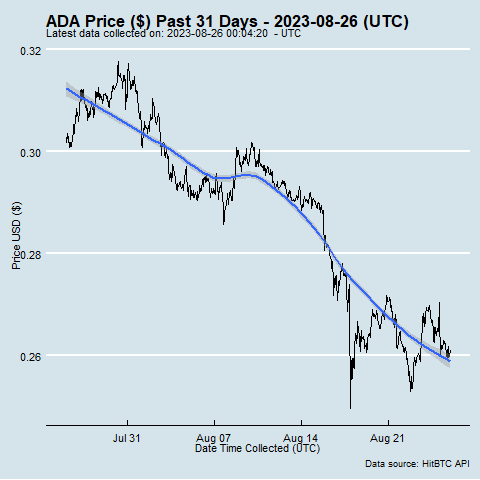 ADA Price ($) Past 31 Days - 2023-08-26 (UTC)
Latest data collected on: 2023-08-26 00:04:20  - UTC
0.32
0.30
0.28
0.26
Price USD ($)
Jul 31
Aug 07
Aug 14
Aug 21
Date Time Collected (UTC)
Data source: HitBTC API